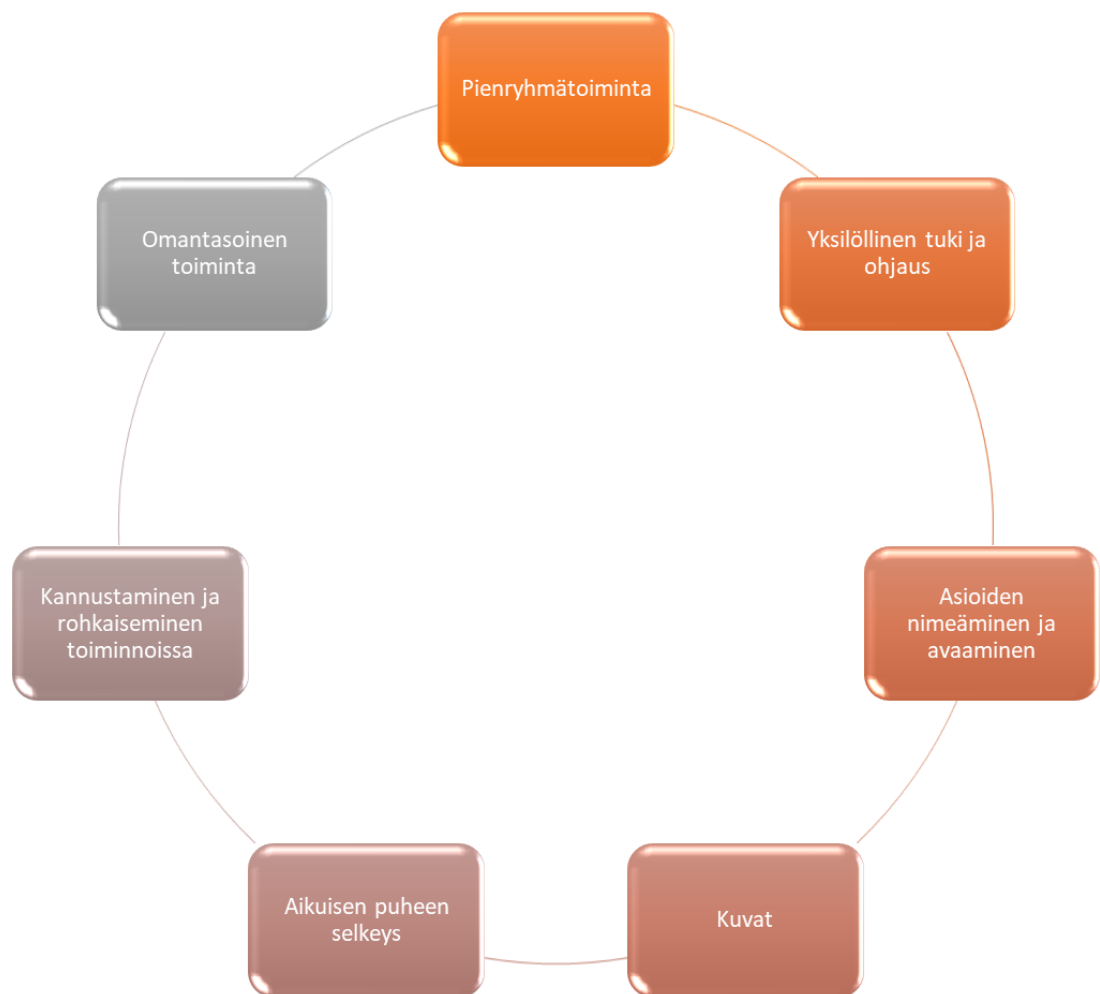 Pienryhmätoiminta
Yksilöllinen tuki ja
ohjaus
Asioiden
nimeäminen ja
avaaminen
Kuvat
Aikuisen puheen
selkeys
Kannustaminen ja
rohkaiseminen
toiminnoissa
Omantasoinen
toiminta